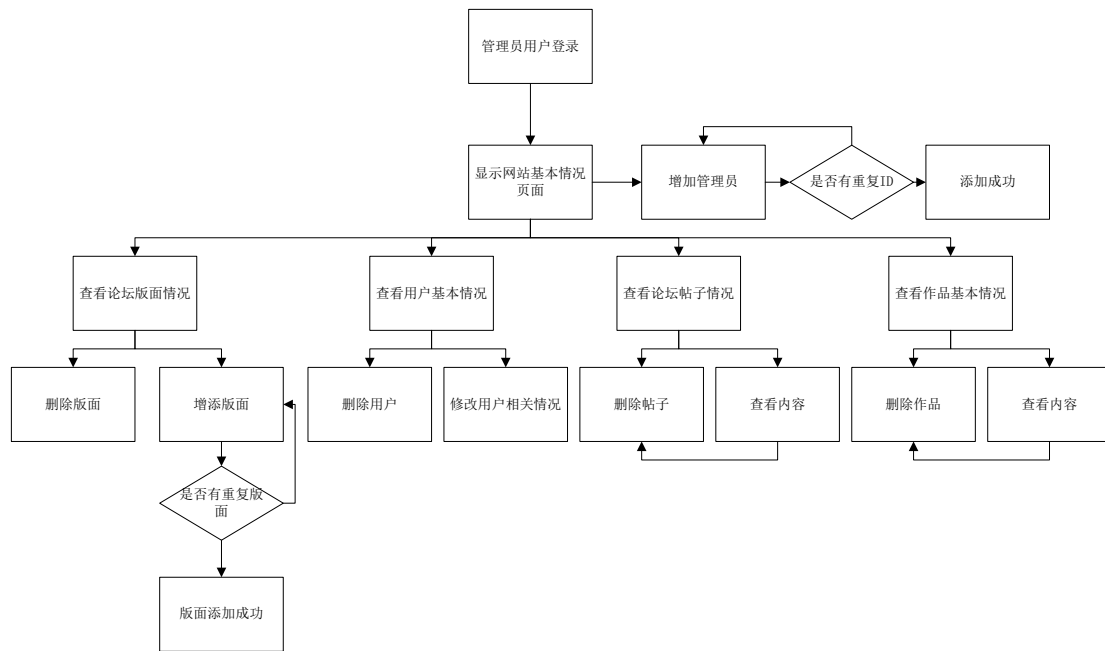 管理员用户登录
显示网站基本情况
页面
增加管理员
是否有重复ID
添加成功
查看论坛版面情况
查看用户基本情况
查看论坛帖子情况
查看作品基本情况
删除版面
增添版面
删除用户
修改用户相关情况
删除帖子
查看内容
删除作品
查看内容
是否有重复版
面
版面添加成功